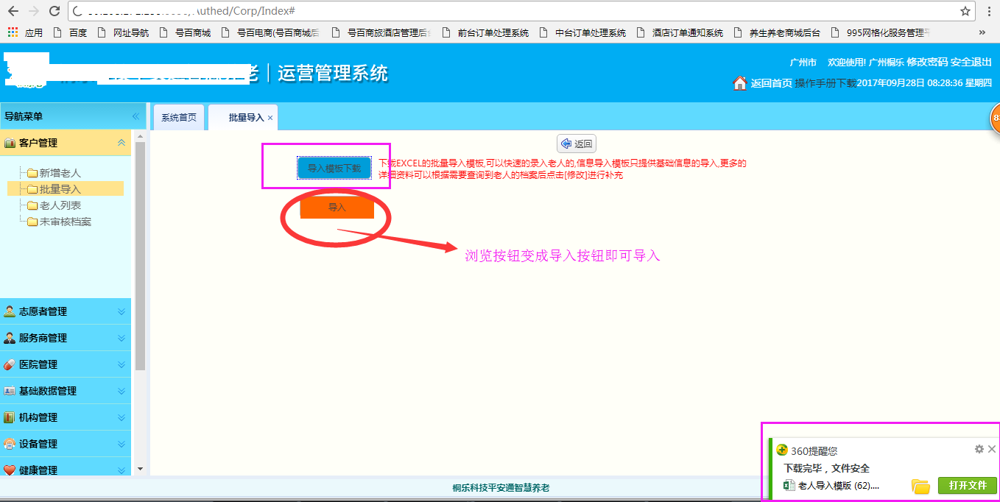 Authed/Corp/Index#
应用 百度 网址导航 号百商城 号百电商(号百商城后 号百商旅酒店管理后台 前台订单处理系统 中台订单处理系统 酒店订单通知系统 养生养老商城后台 995网格化服务管理平 »
广州市 欢迎使用! 广州桐乐 修改密码 安全退出
老 | 运营管理系统
返回首页 操作手册下载2017年09月28日 08:28:36 星期四
导航菜单
系统首页 批量导入 ×
客户管理
返回
新增老人
批量导入
老人列表
未审核档案
导入模板下载
下载EXCEL的批量导入模板,可以快速的录入老人的,信息导入模板只提供基础信息的导入,更多的
详细资料可以根据需要查询到老人的档案后点击[修改]进行补充
导入
浏览按钮变成导入按钮即可导入
志愿者管理
服务商管理
医院管理
基础数据管理
机构管理
设备管理
健康管理
360提醒您
下载完毕，文件安全
老人导入模版 (62)....
打开文件
桐乐科技平安通智慧养老